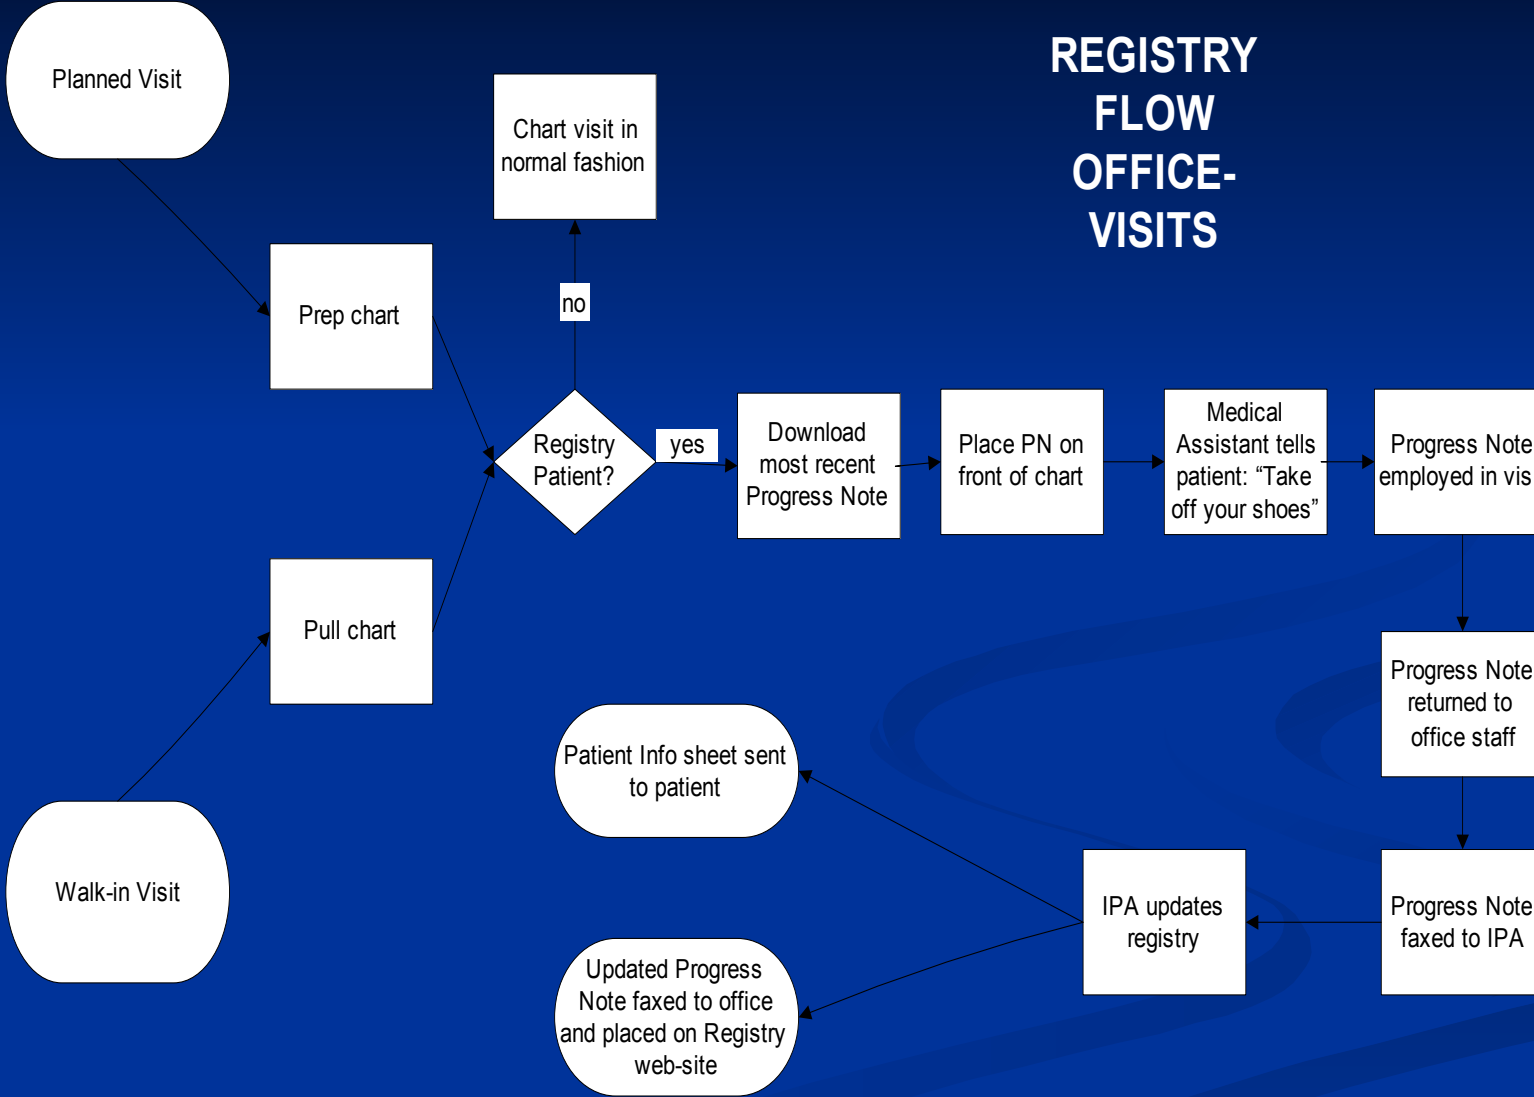 REGISTRY
FLOW
OFFICE-
VISITS
Planned Visit
Chart visit in
normal fashion
Prep chart
no
Registry
Patient?
yes
Download
most recent
Progress Note
Place PN on
front of chart
Medical
Assistant tells
patient: “Take
off your shoes”
Progress Note
employed in vis
Pull chart
Progress Note
returned to
office staff
Patient Info sheet sent
to patient
Walk-in Visit
IPA updates
registry
Progress Note
faxed to IPA
Updated Progress
Note faxed to office
and placed on Registry
web-site